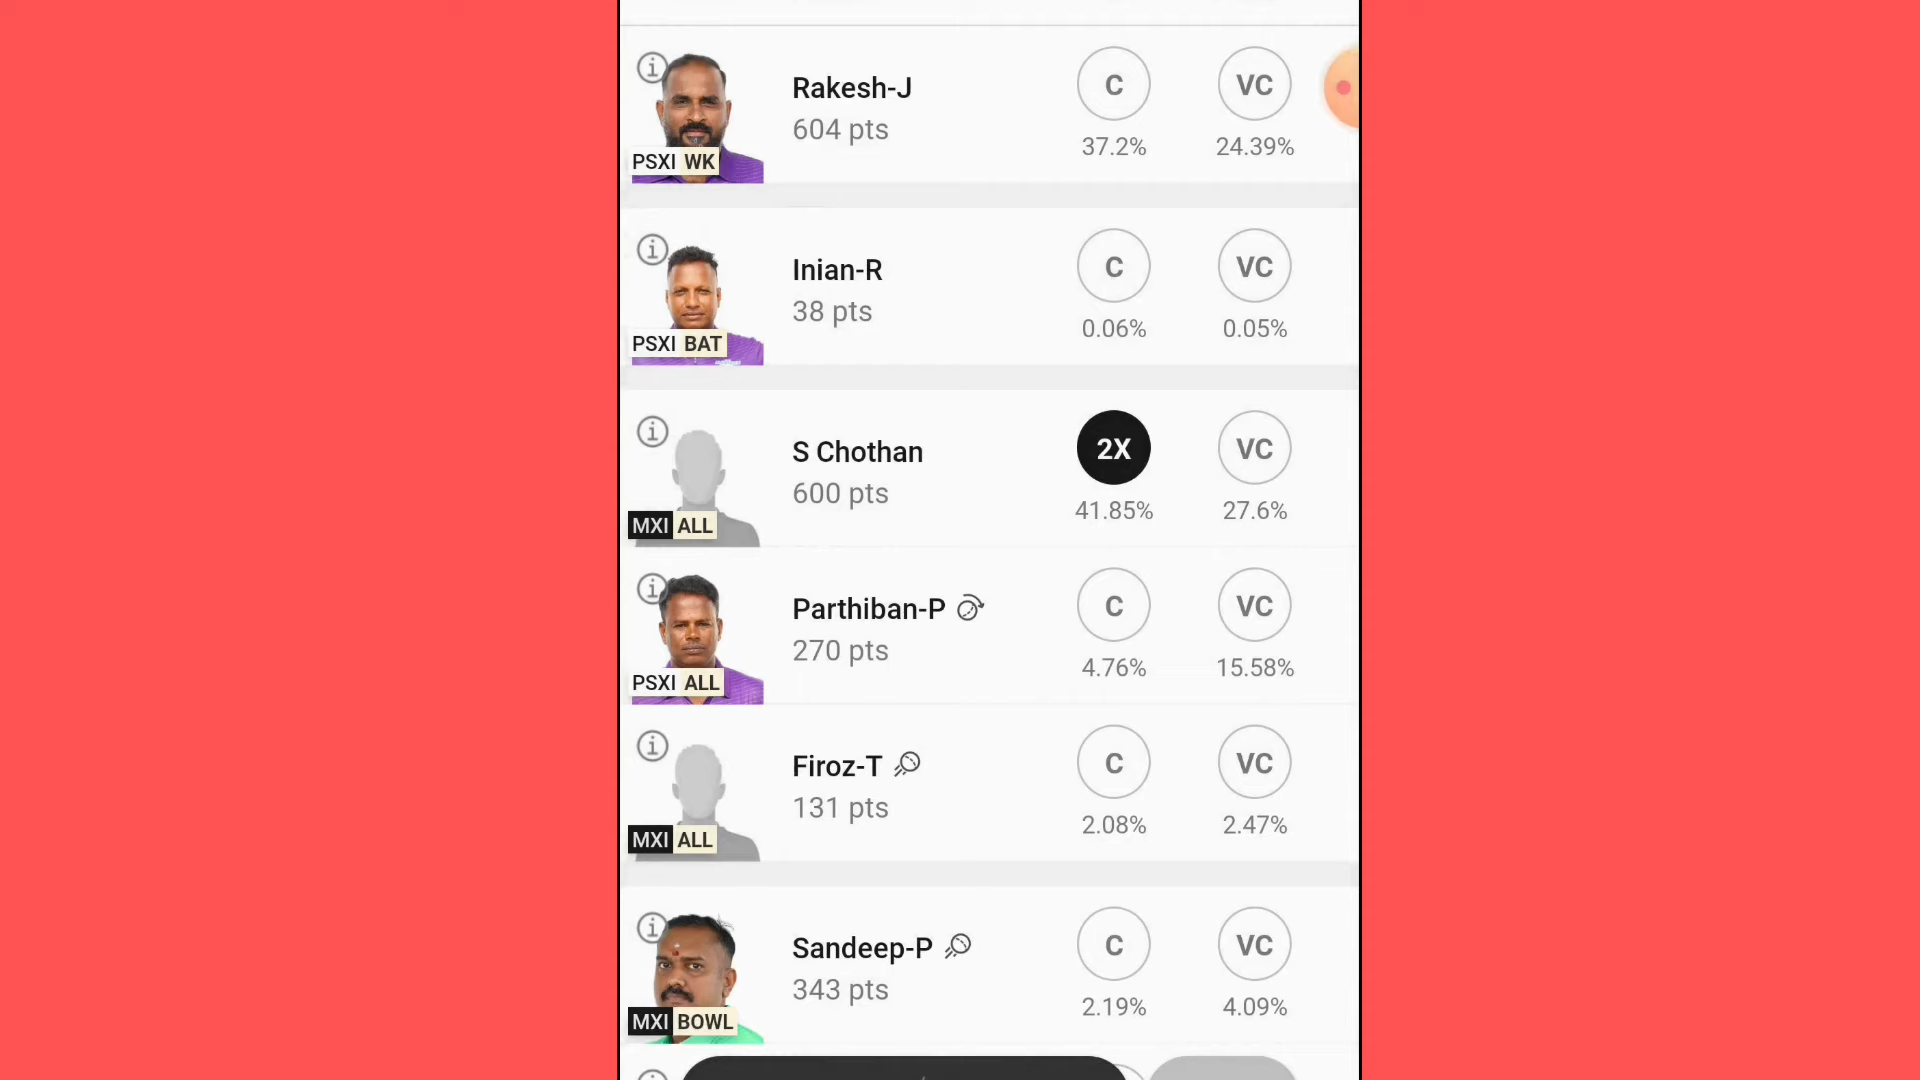 Rakesh-J
604 pts
PSXI WK
C
VC
37.2%
24.39%
Inian-R
38 pts
PSXI BAT
C
VC
0.06%
0.05%
S Chothan
600 pts
MXI ALL
2X
VC
41.85%
27.6%
Parthiban-P
270 pts
PSXI ALL
C
VC
4.76%
15.58%
Firoz-T
131 pts
MXI ALL
C
VC
2.08%
2.47%
Sandeep-P
343 pts
MXI BOWL
C
VC
2.19%
4.09%